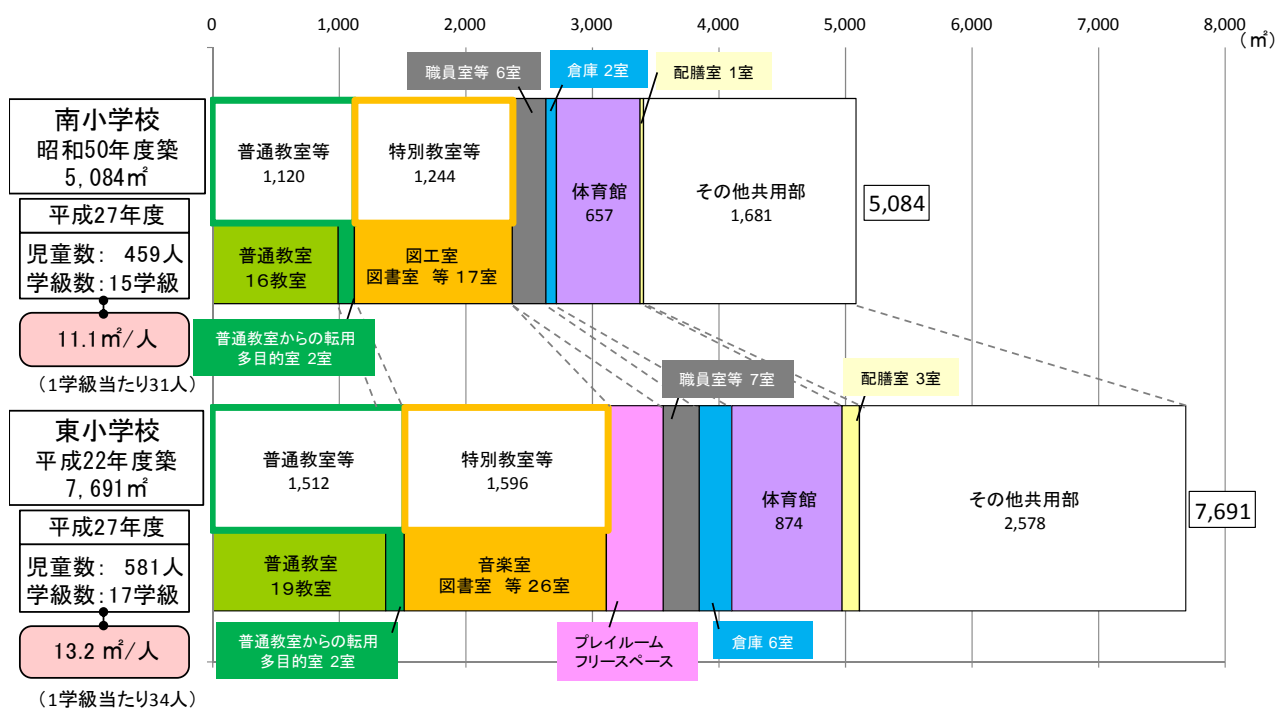 0 1,000 2,000 3,000 4,000 5,000 6,000 7,000 8,000
(㎡)
職員室等 6室
倉庫 2室
配膳室 1室
南小学校
昭和50年度築
5,084㎡
平成27年度
児童数： 459人
学級数：15学級
11.1㎡/人
（1学級当たり31人）
普通教室等
1,120
特別教室等
1,244
体育館
657
その他共用部
1,681
5,084
普通教室
16教室
図工室
図書室 等 17室
普通教室からの転用
多目的室 2室
職員室等 7室
配膳室 3室
東小学校
平成22年度築
7,691㎡
平成27年度
児童数： 581人
学級数：17学級
13.2 ㎡/人
（1学級当たり34人）
普通教室等
1,512
特別教室等
1,596
体育館
874
その他共用部
2,578
7,691
普通教室
19教室
音楽室
図書室 等 26室
普通教室からの転用
多目的室 2室
プレイルーム
フリースペース
倉庫 6室